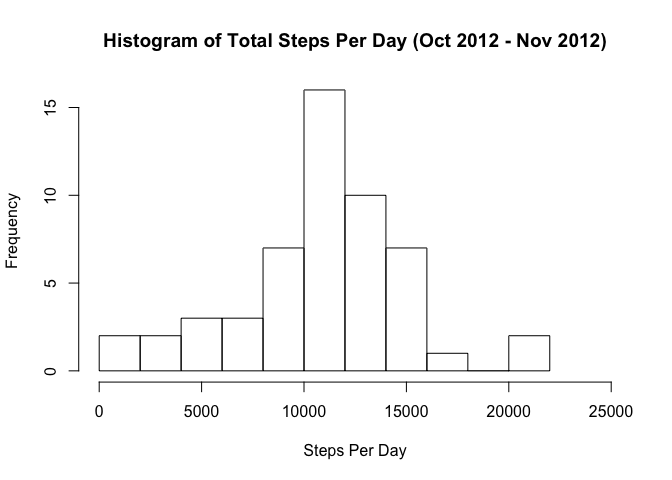 Histogram of Total Steps Per Day (Oct 2012 - Nov 2012)
Frequency
15
10
5
0
0 5000 10000 15000 20000 25000
Steps Per Day